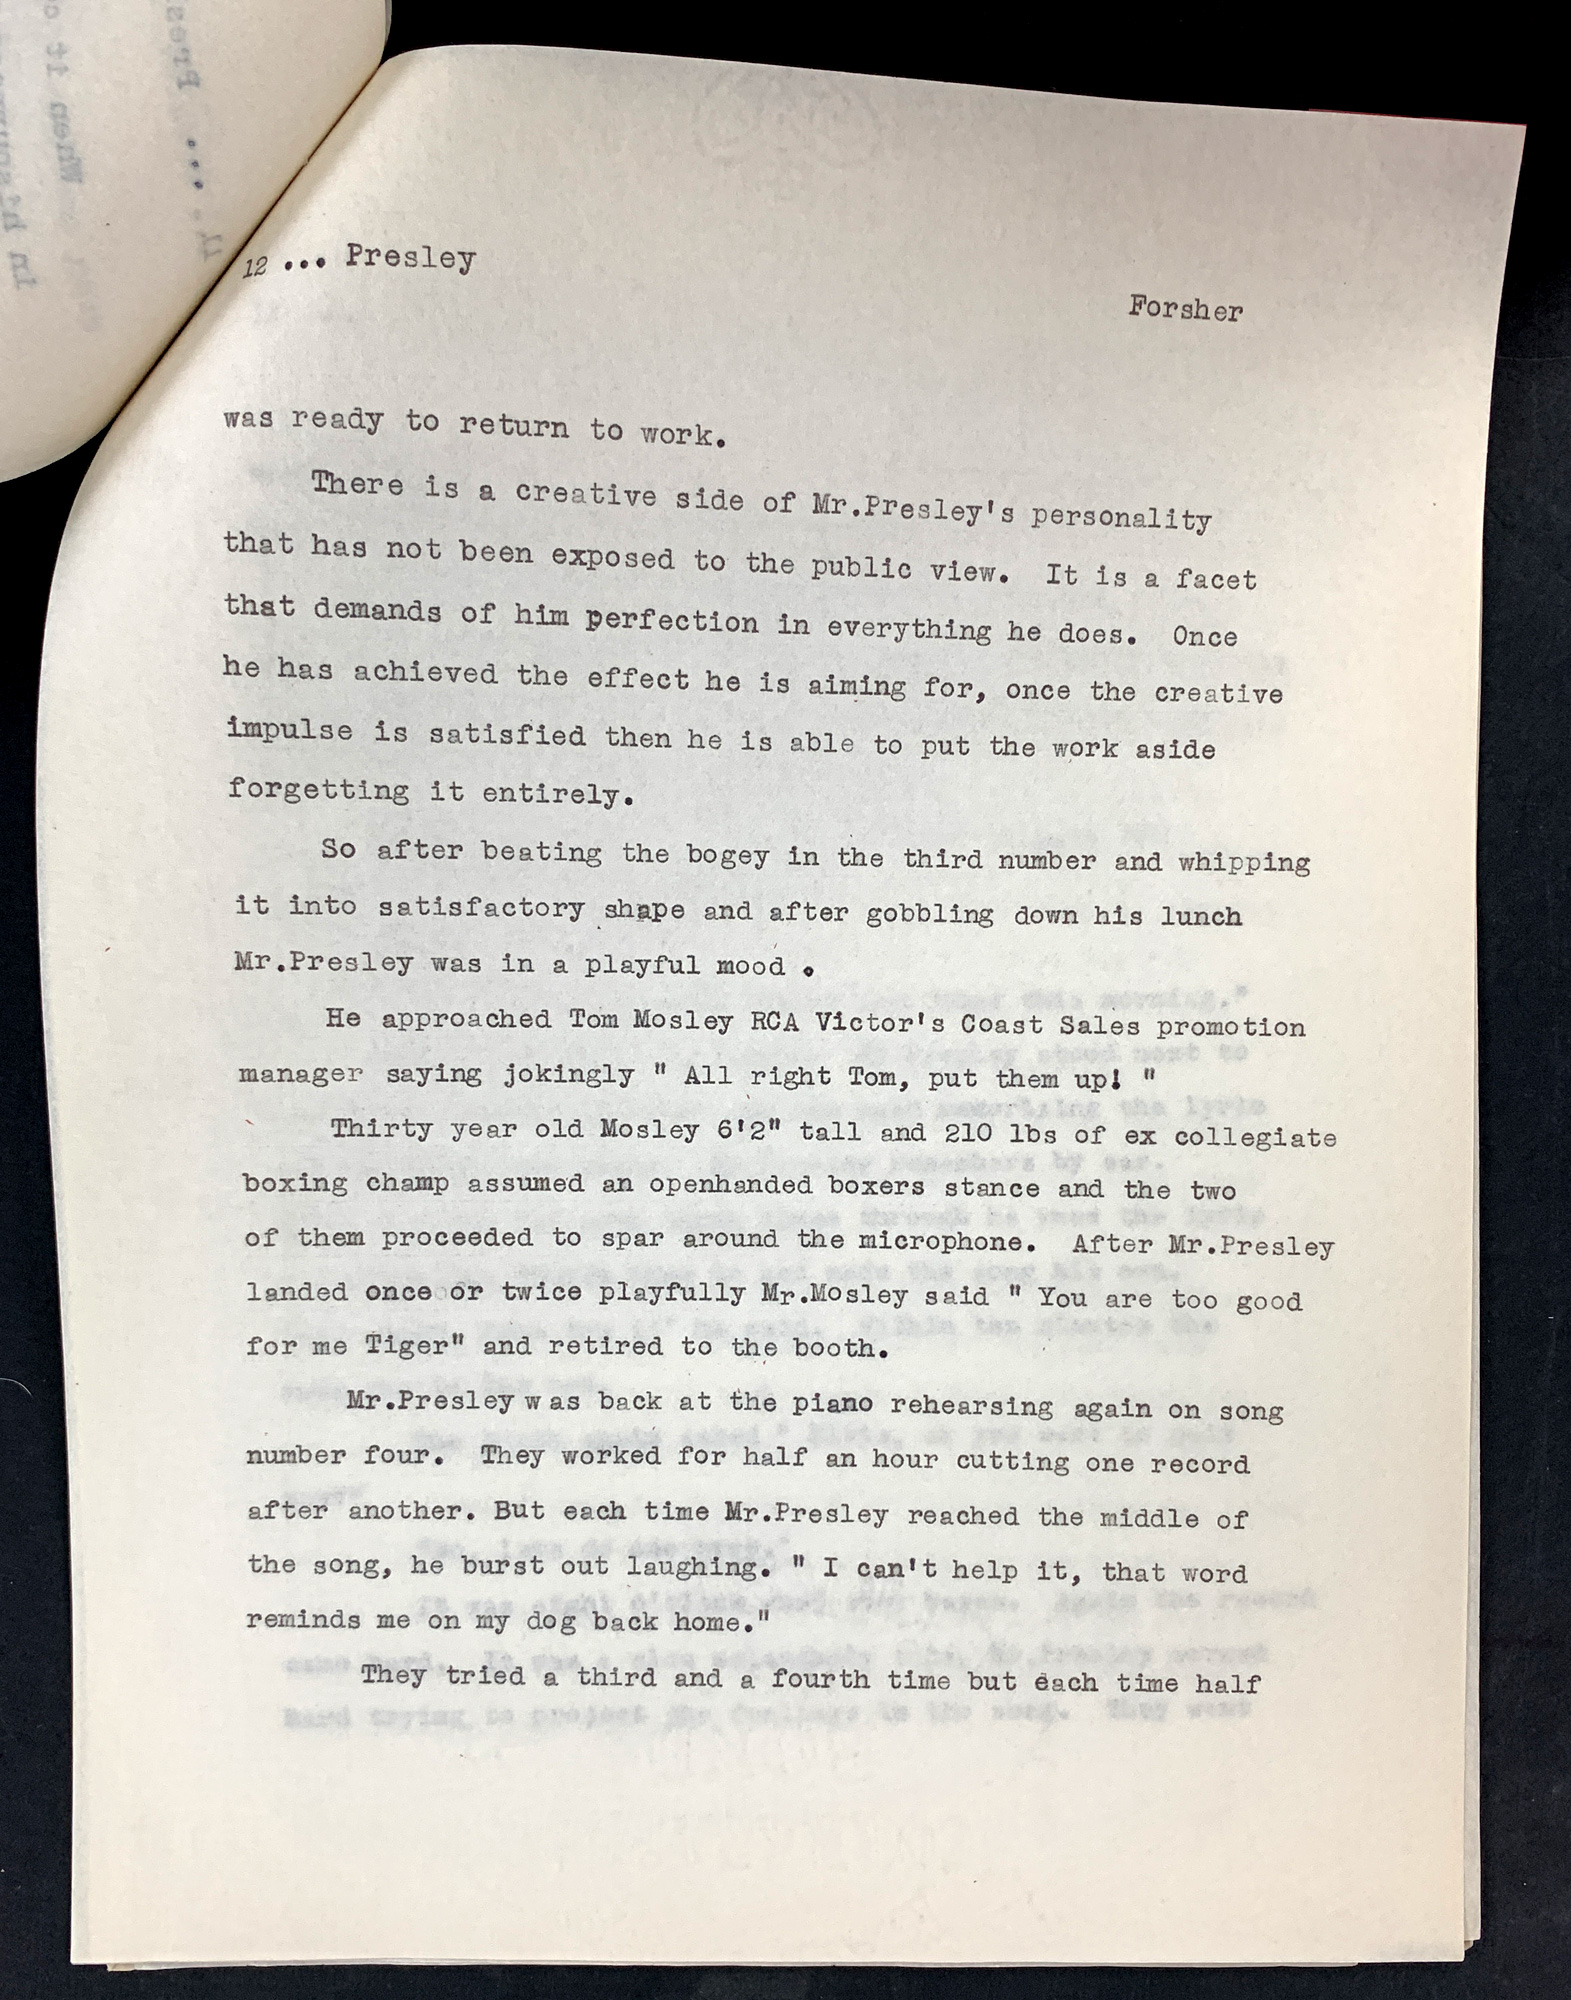 12 ... Presley
Forsher
was ready to return to work.
There is a creative side of Mr.Presley's personality
that has not been exposed to the public view.  It is a facet
that demands of him perfection in everything he does.  Once
he has achieved the effect he is aiming for, once the creative
impulse is satisfied then he is able to put the work aside
forgetting it entirely.
So after beating the bogey in the third number and whipping
it into satisfactory shape and after gobbling down his lunch
Mr.Presley was in a playful mood .
He approached Tom Mosley RCA Victor's Coast Sales promotion
manager saying jokingly " All right Tom, put them up! "
Thirty year old Mosley 6'2" tall and 210 lbs of ex collegiate
boxing champ assumed an openhanded boxers stance and the two
of them proceeded to spar around the microphone.  After Mr.Presley
landed once or twice playfully Mr.Mosley said " You are too good
for me Tiger" and retired to the booth.
Mr.Presley was back at the piano rehearsing again on song
number four.  They worked for half an hour cutting one record
after another. But each time Mr.Presley reached the middle of
the song, he burst out laughing. " I can't help it, that word
reminds me on my dog back home."
They tried a third and a fourth time but each time half